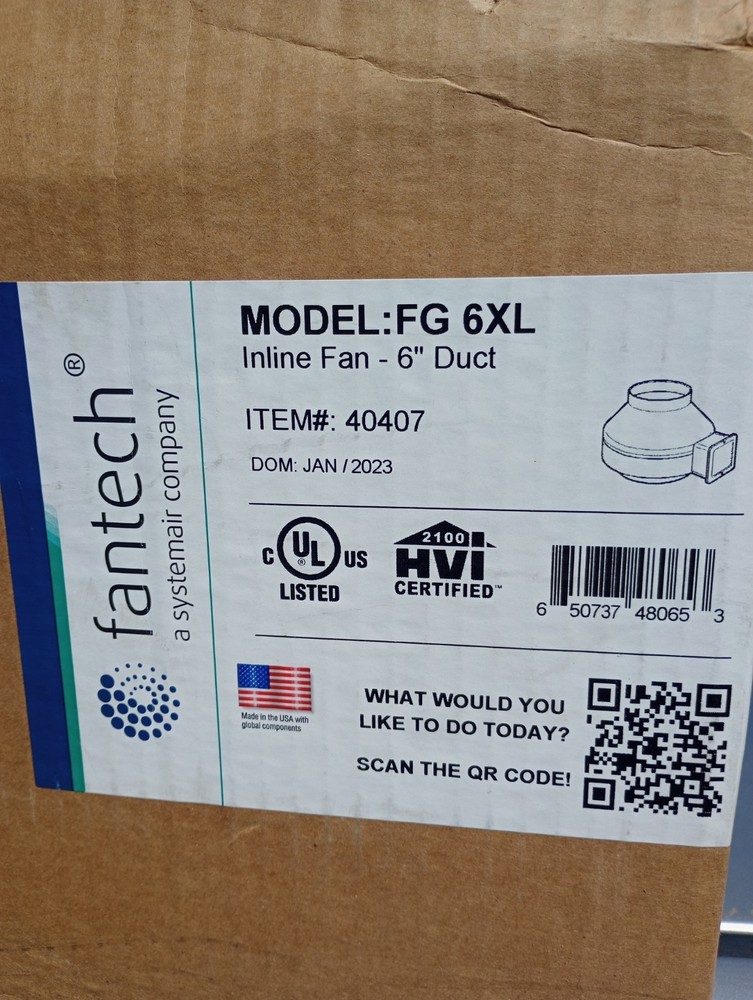 fantech®
a systemair company
MODEL:FG 6XL
Inline Fan - 6" Duct
ITEM#: 40407
DOM: JAN / 2023
C UL® US
LISTED
2100
HVI
CERTIFIED™
6 50737 48065 3
Made in the USA with
global components
WHAT WOULD YOU
LIKE TO DO TODAY?
SCAN THE QR CODE!